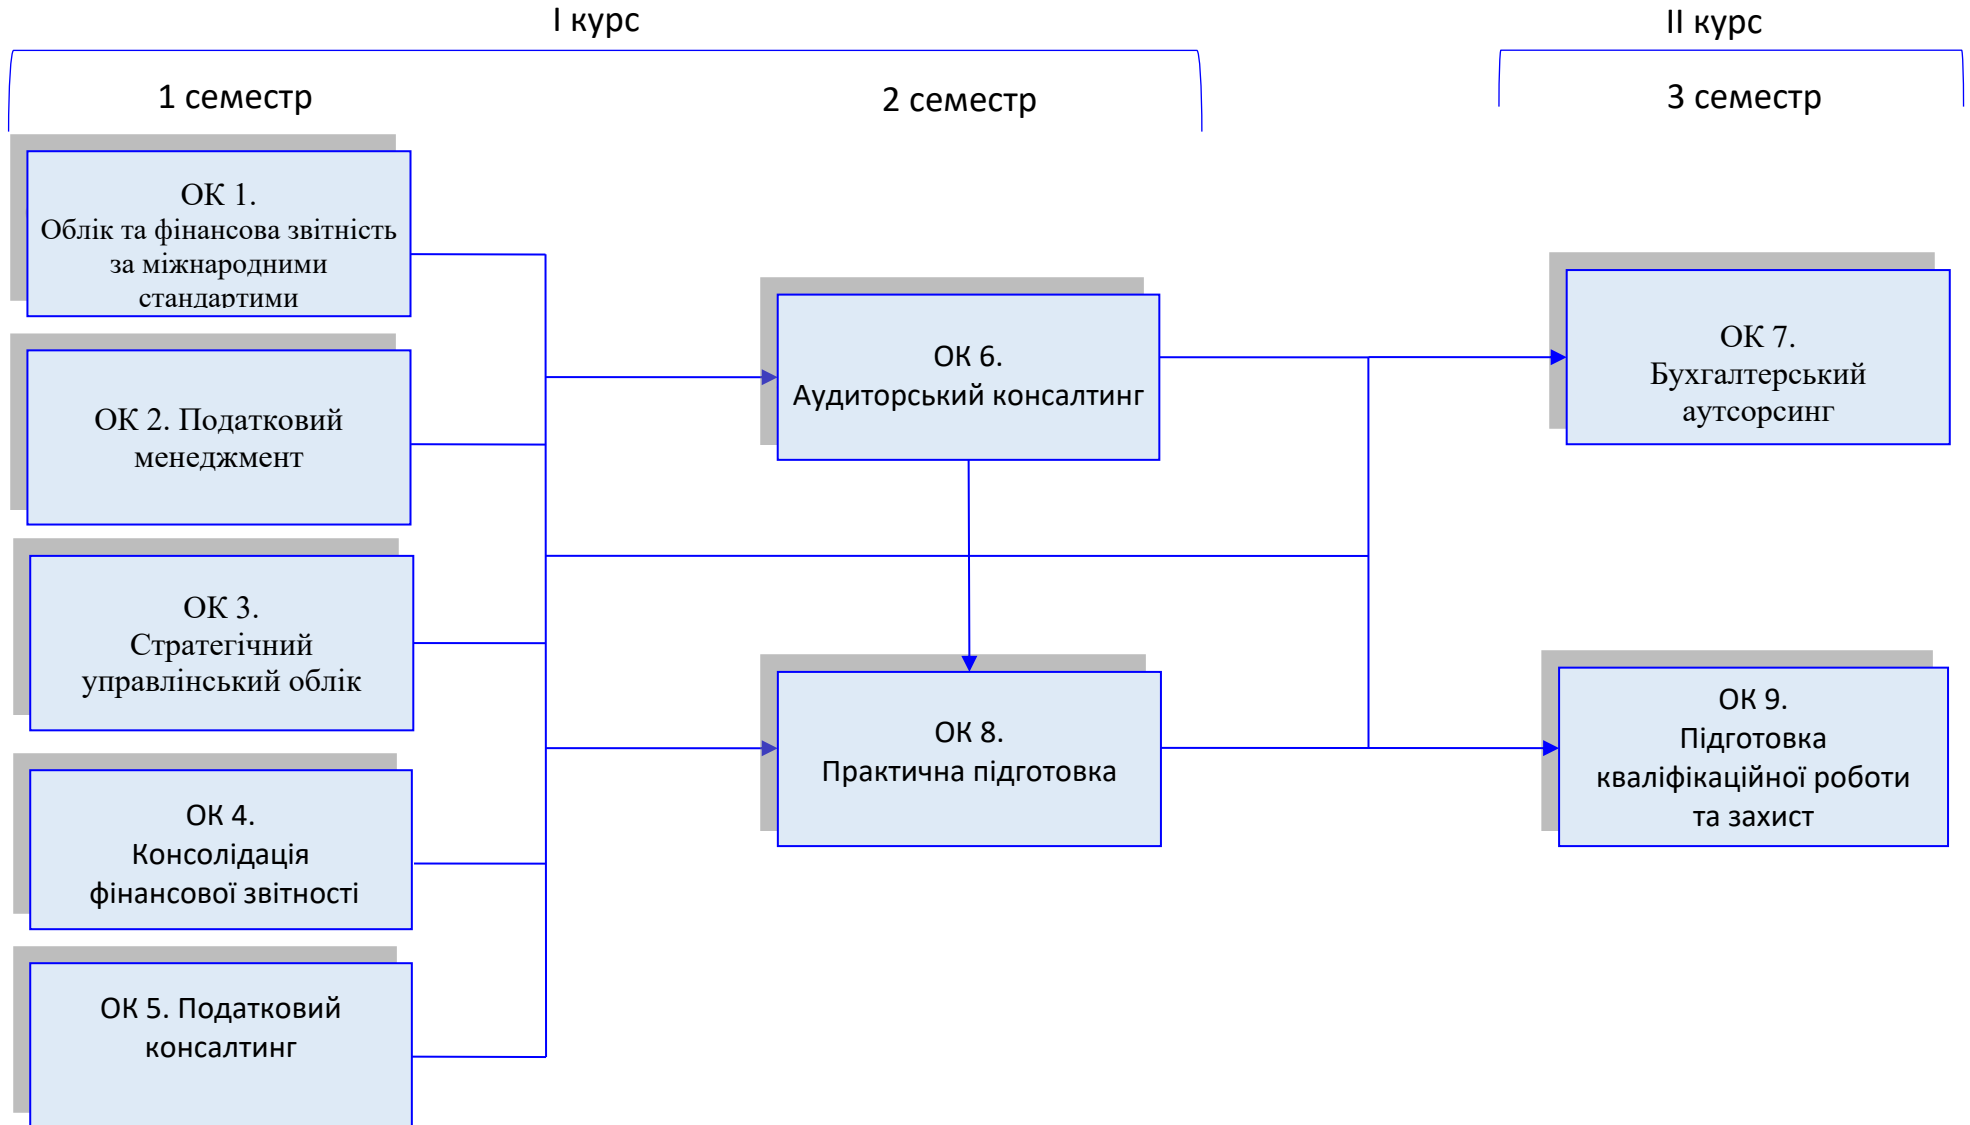 І курс
ІІ курс
1 семестр
2 семестр
3 семестр
ОК 1.
Облік та фінансова звітність
за міжнародними
стандартими
ОК 2. Податковий
менеджмент
ОК 3.
Стратегічний
управлінський облік
ОК 4.
Консолідація
фінансової звітності
ОК 5. Податковий
консалтинг
ОК 6.
Аудиторський консалтинг
ОК 8.
Практична підготовка
ОК 7.
Бухгалтерський
аутсорсинг
ОК 9.
Підготовка
кваліфікаційної роботи
та захист